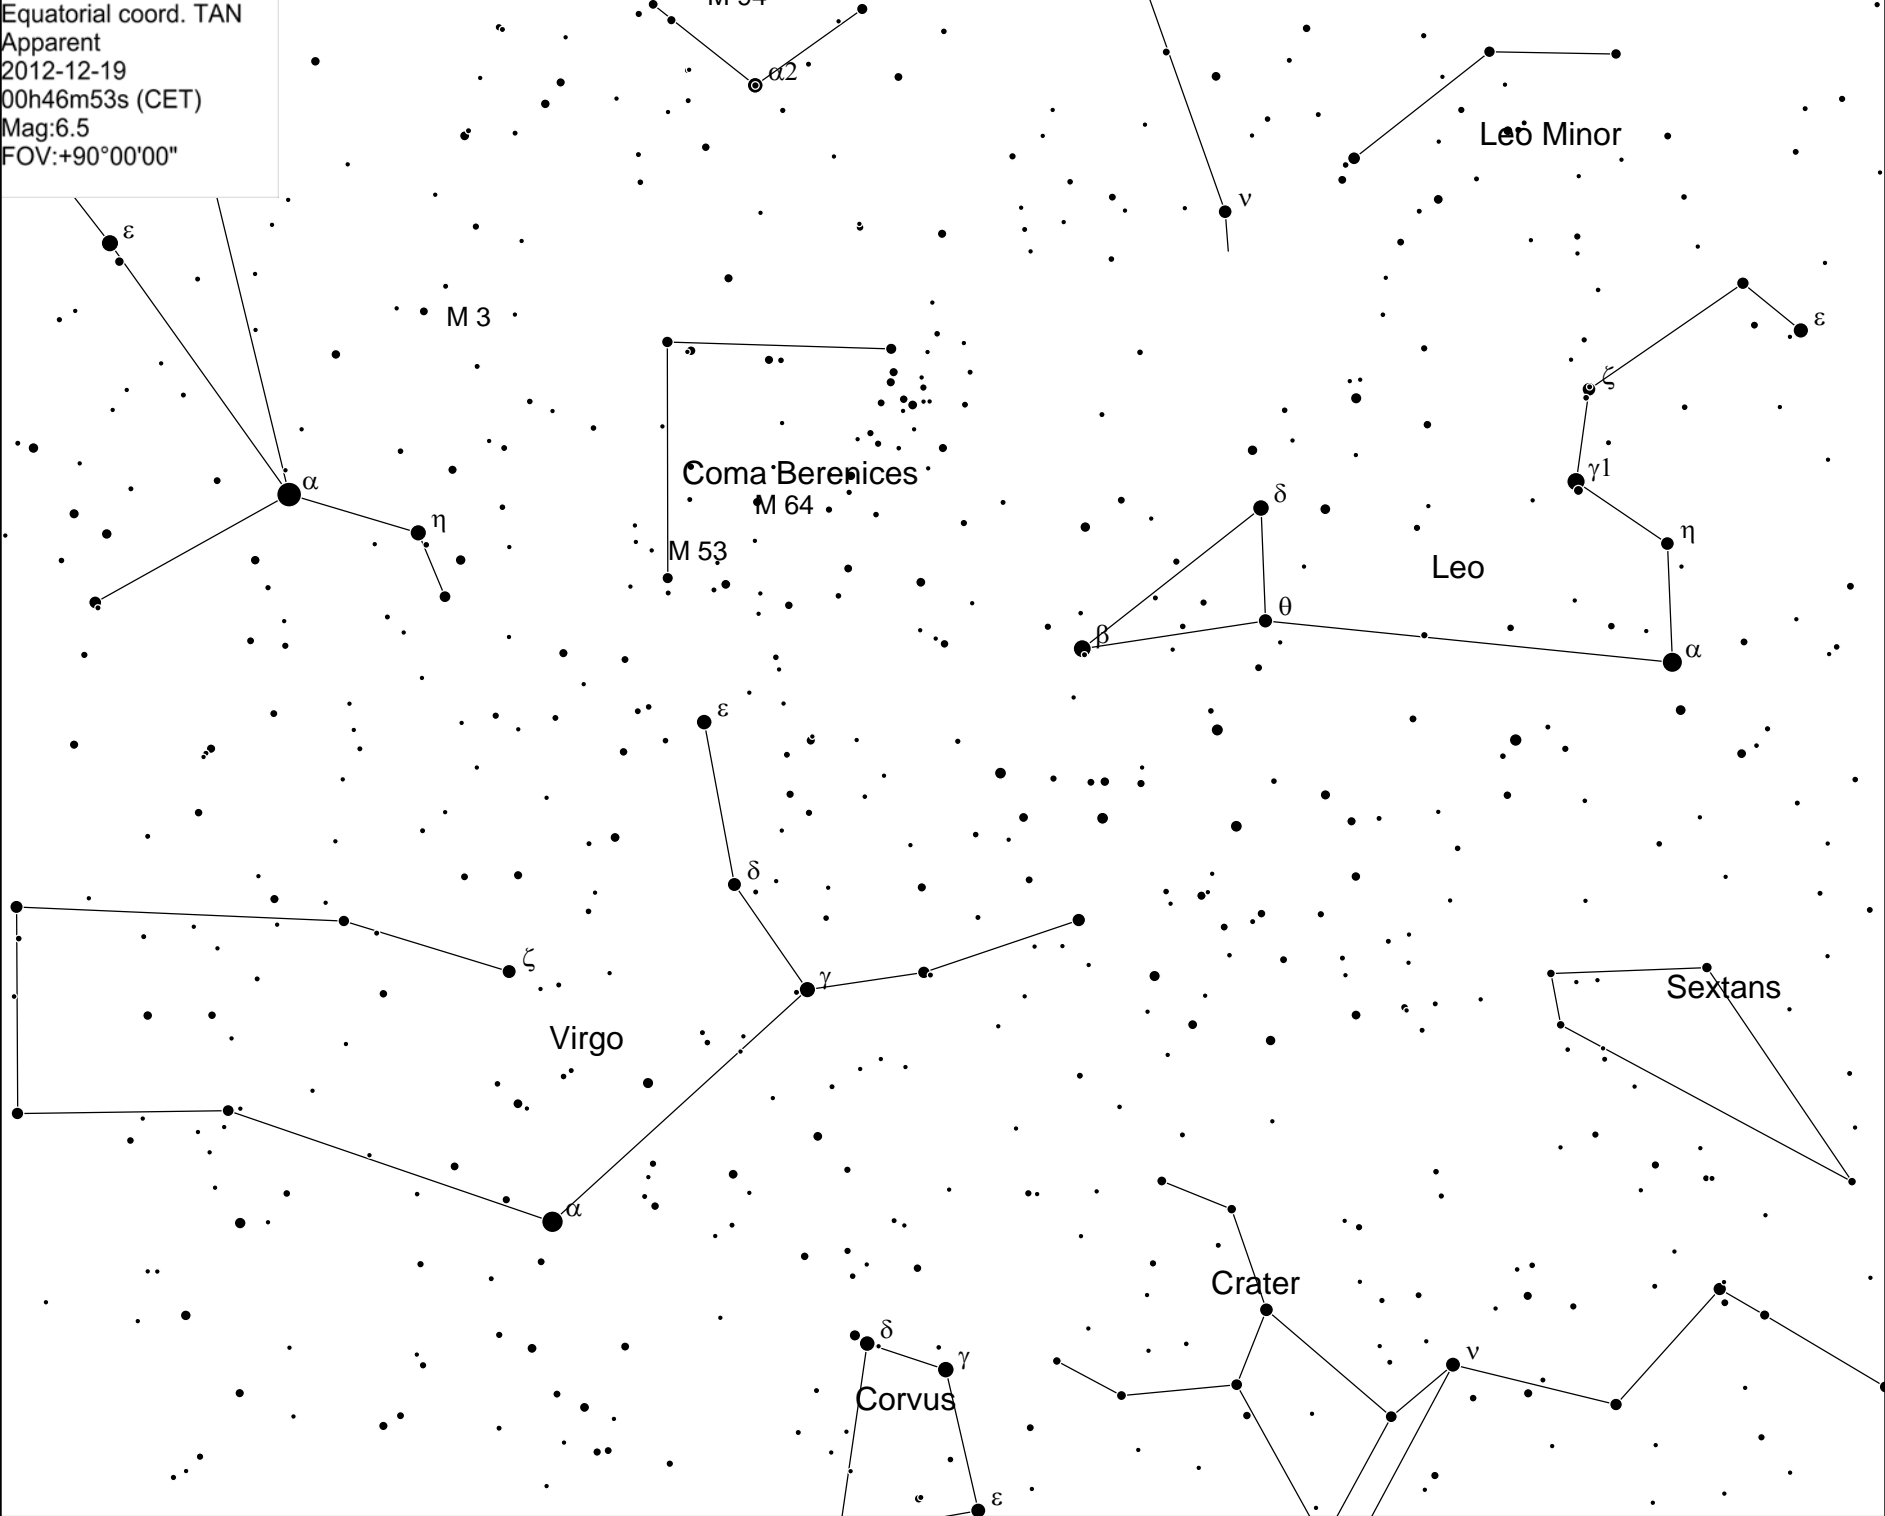 Equatorial coord. TAN
Apparent
2012-12-19
00h46m53s (CET)
Mag:6.5
FOV:+90°00'00"
M 94
α2
Leo Minor
ν
ε
M 3
ε
ζ
Coma Berenices
γ1
α
M 64
δ
η
η
M 53
Leo
θ
β
α
ε
δ
ζ
γ
Sextans
Virgo
α
Crater
δ
γ
ν
Corvus
ε